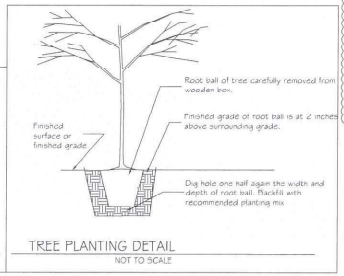 Root ball of tree carefully removed from
wooden box.
Finished grade of root ball is at 2 inches
above surrounding grade.
Finished
surface or
finished grade
Dig hole one half again the width and
depth of root ball. Backfill with
recommended planting mix
TREE PLANTING DETAIL
NOT TO SCALE